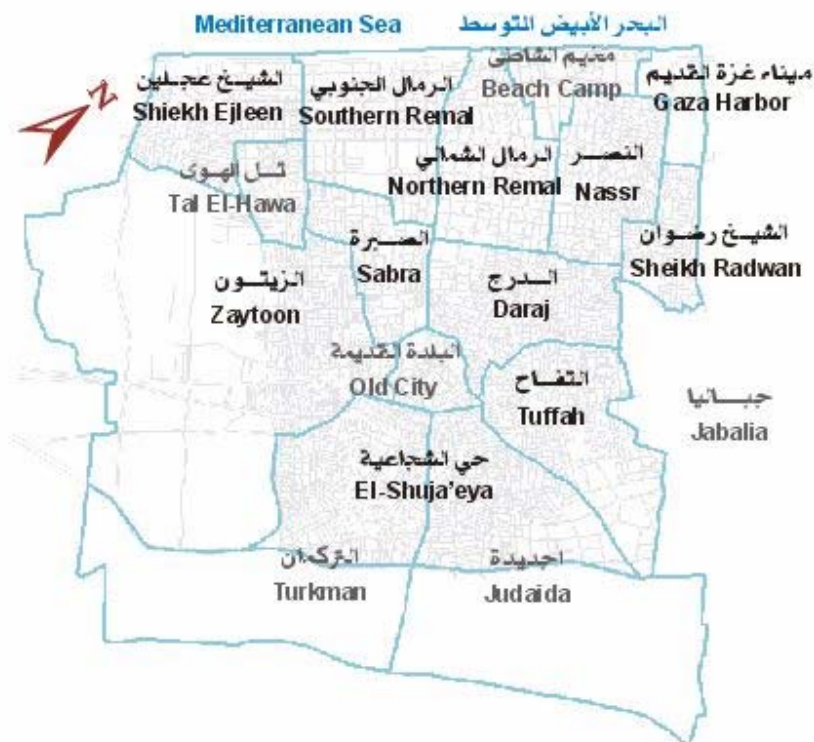 Mediterranean Sea البحر الأبيض المتوسط
مخيم الشاطئ
Beach Camp
الشيخ عجلين
Shiekh Ejleen
الرمال الجنوبي
Southern Remal
ميناء غزة القديم
Gaza Harbor
N
تل الهوى
Tal El-Hawa
الرمال الشمالي
Northern Remal
النصر
Nassr
الشيخ رضوان
Sheikh Radwan
الصبرة
Sabra
الدرج
Daraj
الزيتون
Zaytoon
البلدة القديمة
Old City
التفاح
Tuffah
جباليا
Jabalia
حي الشجاعية
El-Shuja'eya
التركمان
Turkman
اجديدة
Judaida